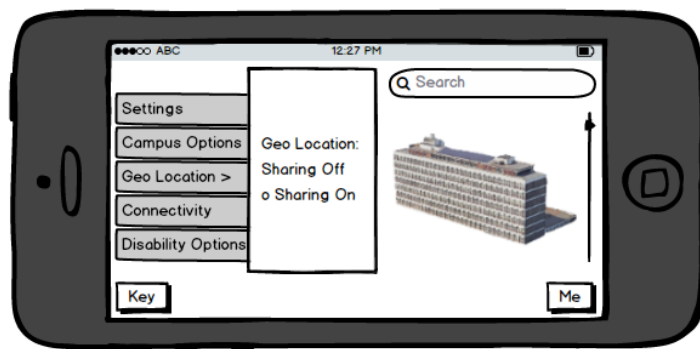 ABC
12:27 PM
Search
Settings
Campus Options
Geo Location >
Connectivity
Disability Options
Geo Location:
Sharing Off
o Sharing On
Key
Me